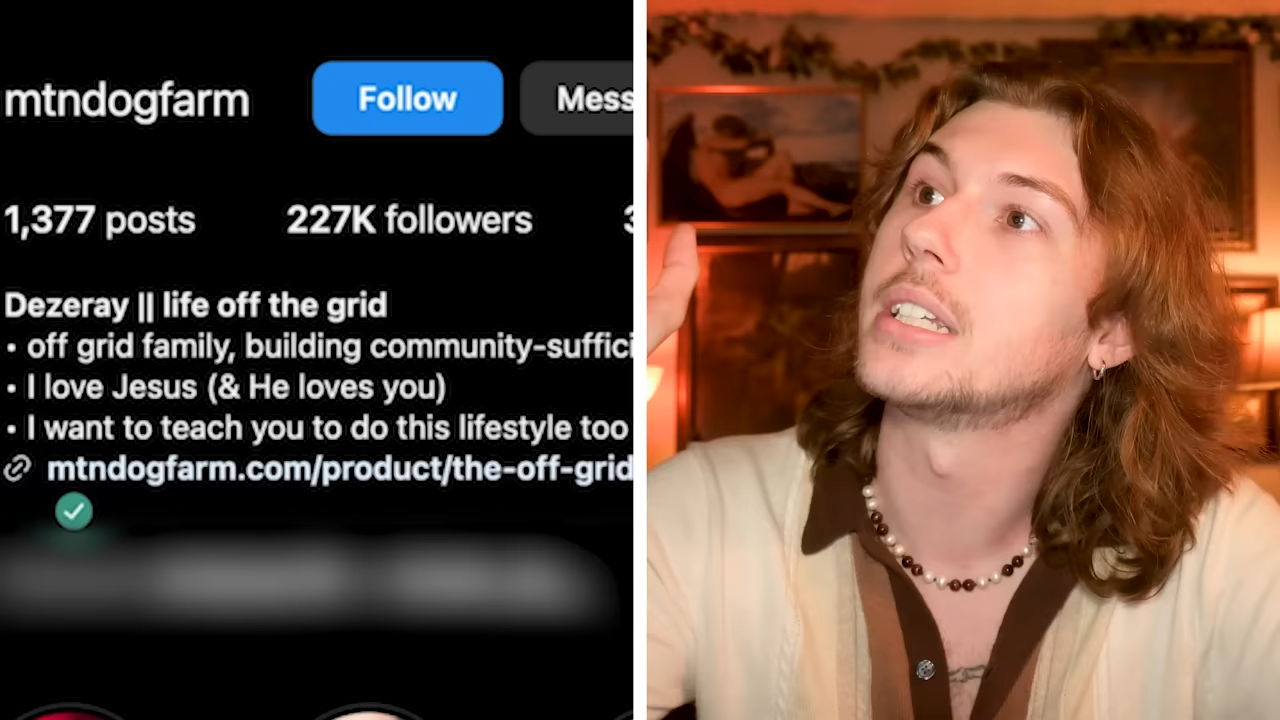 mtndogfarm Follow Mess
1,377 posts 227K followers 3
Dezeray || life off the grid
• off grid family, building community-suffici
• I love Jesus (& He loves you)
• I want to teach you to do this lifestyle too
mtndogfarm.com/product/the-off-grid